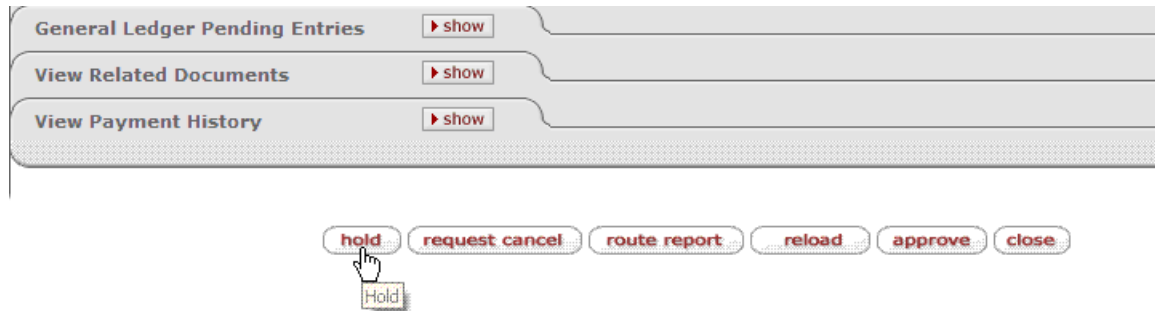 General Ledger Pending Entries show
View Related Documents show
View Payment History show
hold request cancel route report reload approve close
Hold